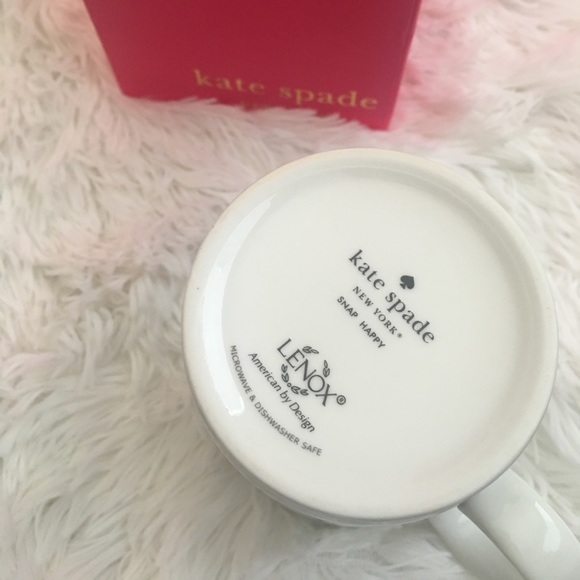 kate spade
kate spade
NEW YORK®
SNAP HAPPY
LENOX®
American by Design
MICROWAVE & DISHWASHER SAFE